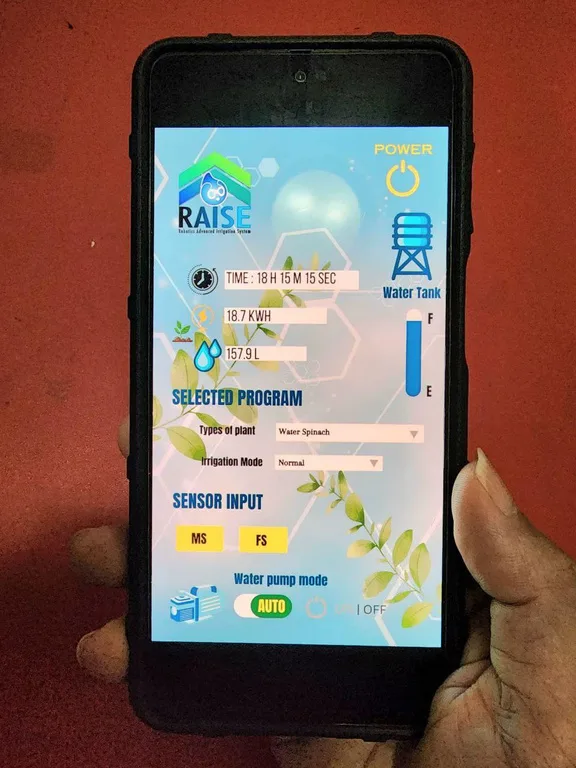 POWER
RAISE
Robotics Advanced Irrigation System
Water Tank
TIME : 18 H 15 M 15 SEC
18.7 KWH
157.9 L
F
E
SELECTED PROGRAM
Types of plant
Water Spinach
Irrigation Mode
Normal
SENSOR INPUT
MS
FS
Water pump mode
AUTO
| OFF